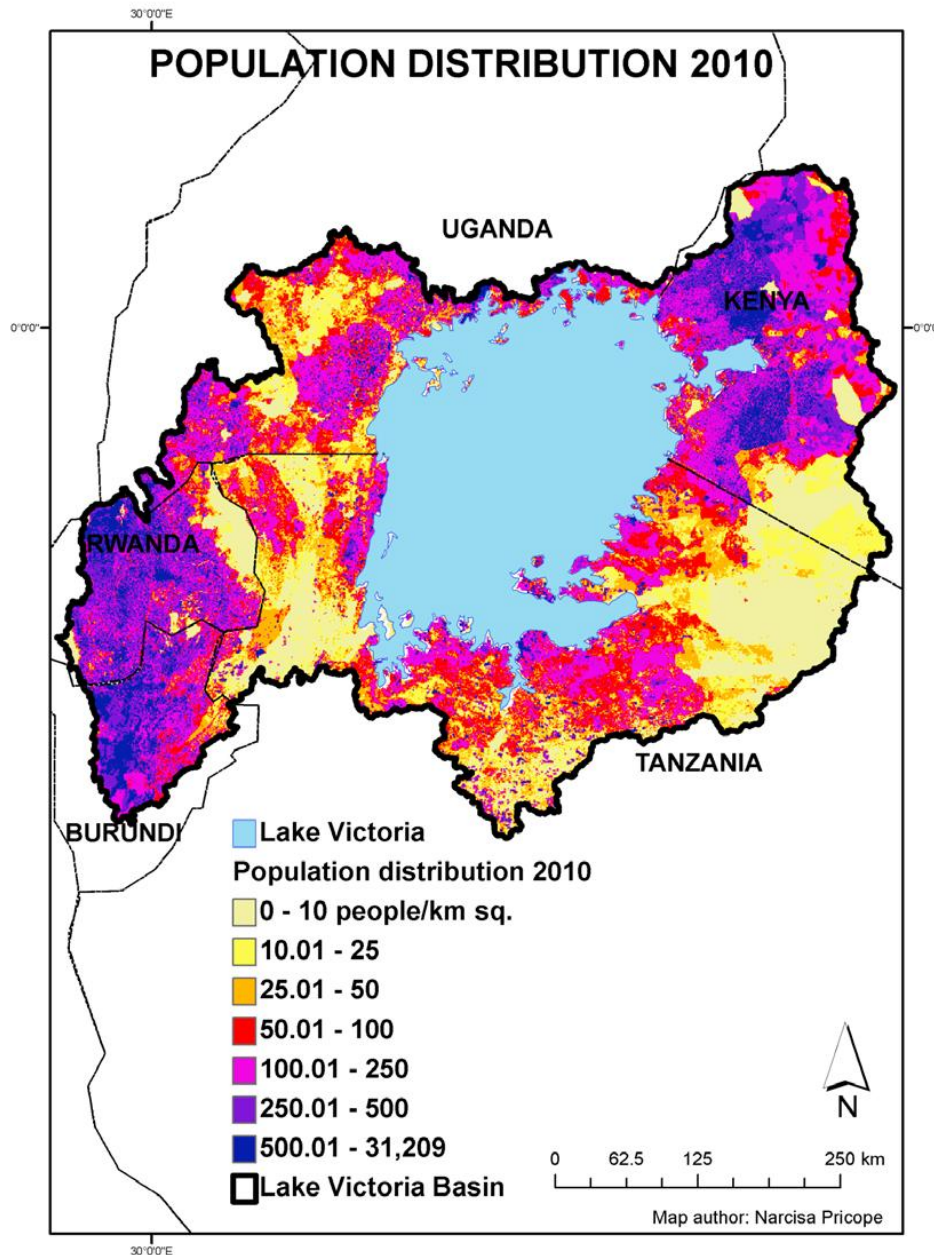 30°0'0"E
POPULATION DISTRIBUTION 2010
UGANDA
KENYA
0°0'0"
0°0
RWANDA
TANZANIA
BURUNDI
Lake Victoria
Population distribution 2010
0 - 10 people/km sq.
10.01 - 25
25.01 - 50
50.01 - 100
100.01 - 250
250.01 - 500
500.01 - 31,209
Lake Victoria Basin
N
0 62.5 125 250 km
Map author: Narcisa Pricope
30°0'0"E